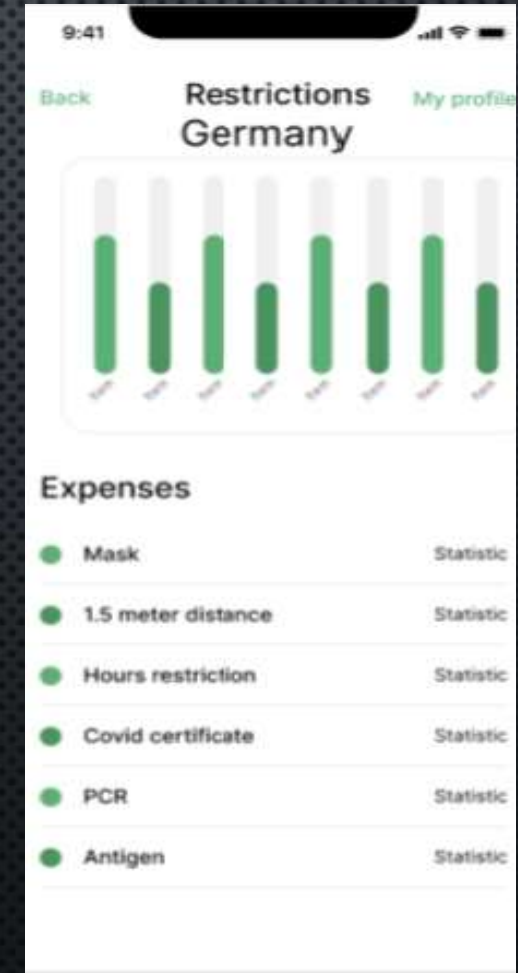 9:41
Back Restrictions My profile
Germany
Expenses
Mask Statistic
1.5 meter distance Statistic
Hours restriction Statistic
Covid certificate Statistic
PCR Statistic
Antigen Statistic